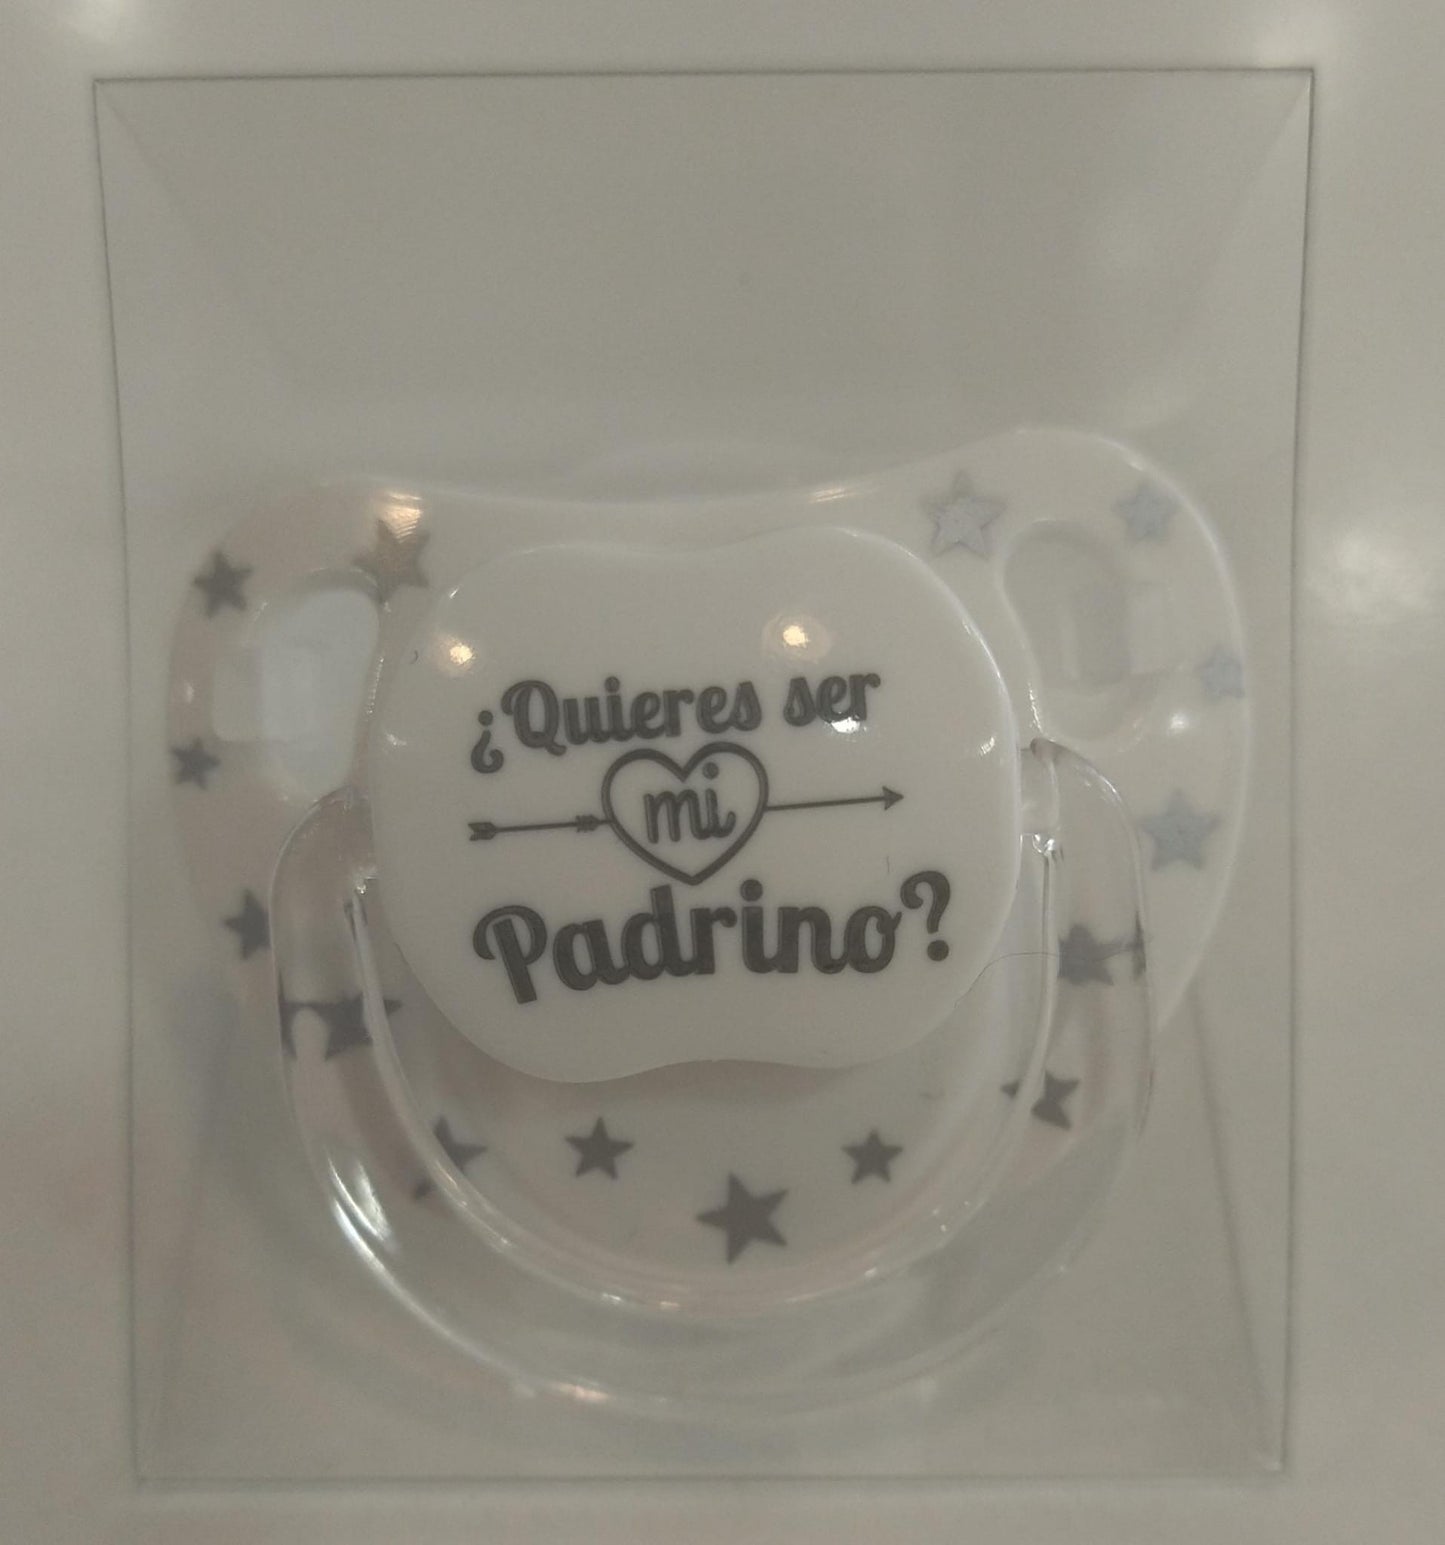 ¿Quieres ser
mi
Padrino?